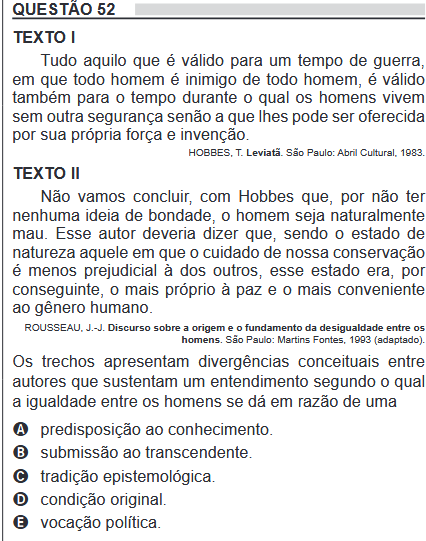 QUESTÃO 52
TEXTO I
Tudo aquilo que é válido para um tempo de guerra,
em que todo homem é inimigo de todo homem, é válido
também para o tempo durante o qual os homens vivem
sem outra segurança senão a que lhes pode ser oferecida
por sua própria força e invenção.
HOBBES, T. Leviatã. São Paulo: Abril Cultural, 1983.
TEXTO II
Não vamos concluir, com Hobbes que, por não ter
nenhuma ideia de bondade, o homem seja naturalmente
mau. Esse autor deveria dizer que, sendo o estado de
natureza aquele em que o cuidado de nossa conservação
é menos prejudicial à dos outros, esse estado era, por
conseguinte, o mais próprio à paz e o mais conveniente
ao gênero humano.
ROUSSEAU, J.-J. Discurso sobre a origem e o fundamento da desigualdade entre os
homens. São Paulo: Martins Fontes, 1993 (adaptado).
Os trechos apresentam divergências conceituais entre
autores que sustentam um entendimento segundo o qual
a igualdade entre os homens se dá em razão de uma
A predisposição ao conhecimento.
B submissão ao transcendente.
C tradição epistemológica.
D condição original.
E vocação política.